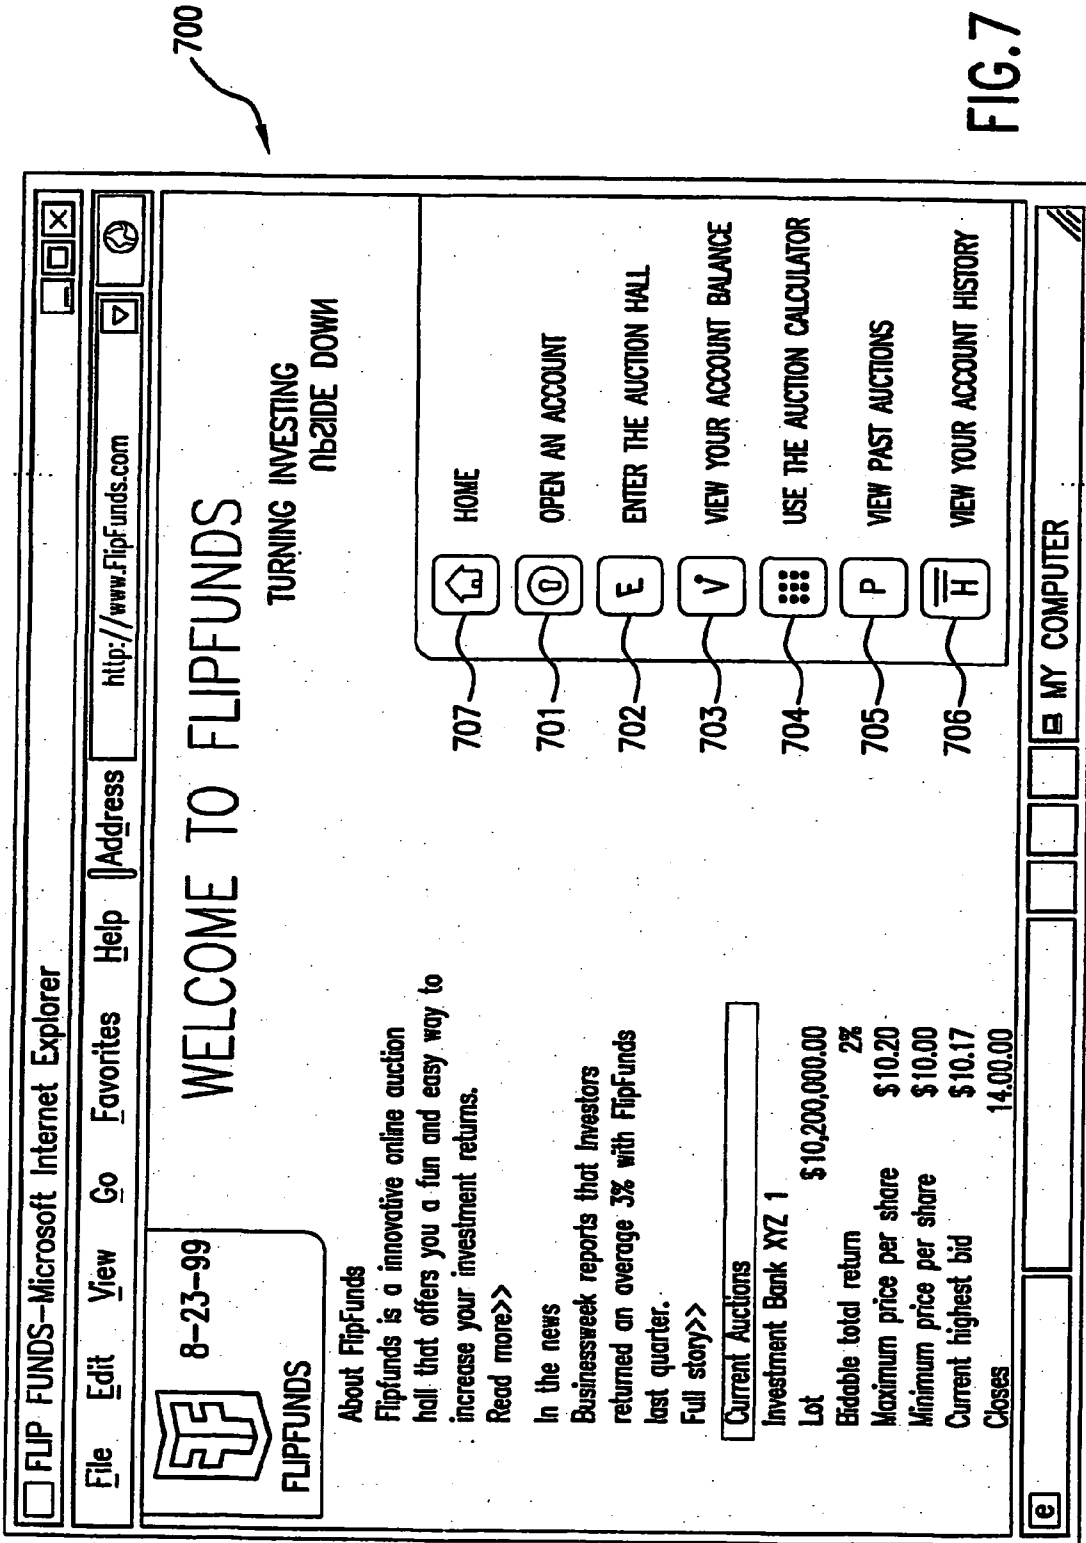 FLIP FUNDS—Microsoft Internet Explorer
File Edit View Go Favorites Help Address http://www.FlipFunds.com
FLIPFUNDS 8-23-99
WELCOME TO FLIPFUNDS
TURNING INVESTING
UPSIDE DOWN
About FlipFunds
Flipfunds is a innovative online auction
hall that offers you a fun and easy way to
increase your investment returns.
Read more>>
In the news
Businessweek reports that Investors
returned an average 3% with FlipFunds
last quarter.
Full story>>
Current Auctions
Investment Bank XYZ 1
Lot $10,200,000.00
Bidable total return 2%
Maximum price per share $10.20
Minimum price per share $10.00
Current highest bid $10.17
Closes 14.00.00
707 HOME
701 OPEN AN ACCOUNT
702 E ENTER THE AUCTION HALL
703 V VIEW YOUR ACCOUNT BALANCE
704 USE THE AUCTION CALCULATOR
705 P VIEW PAST AUCTIONS
706 H VIEW YOUR ACCOUNT HISTORY
e MY COMPUTER
700
FIG.7